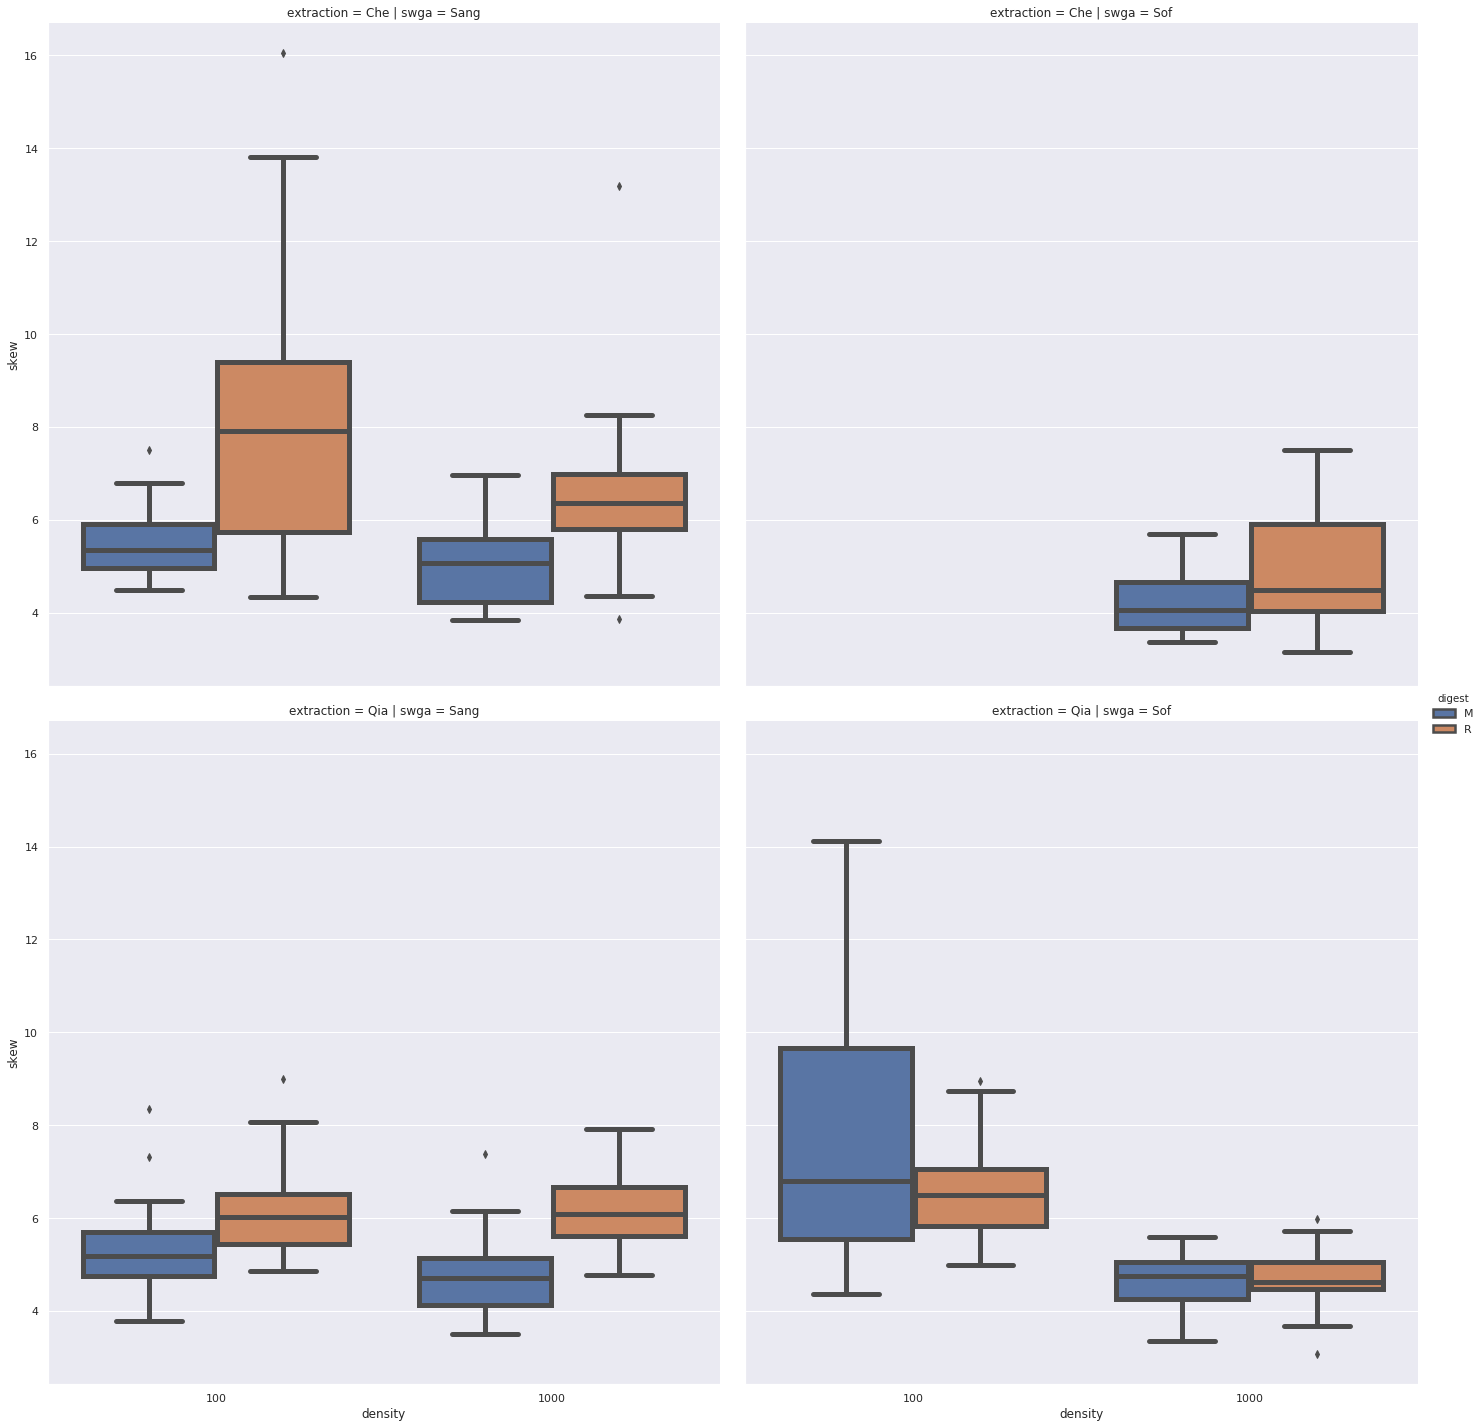 extraction = Che | swga = Sang
extraction = Che | swga = Sof
16
14
12
10
8
6
4
skew
extraction = Qia | swga = Sang
extraction = Qia | swga = Sof
digest
M
R
16
14
12
10
8
6
4
skew
100
1000
100
1000
density
density